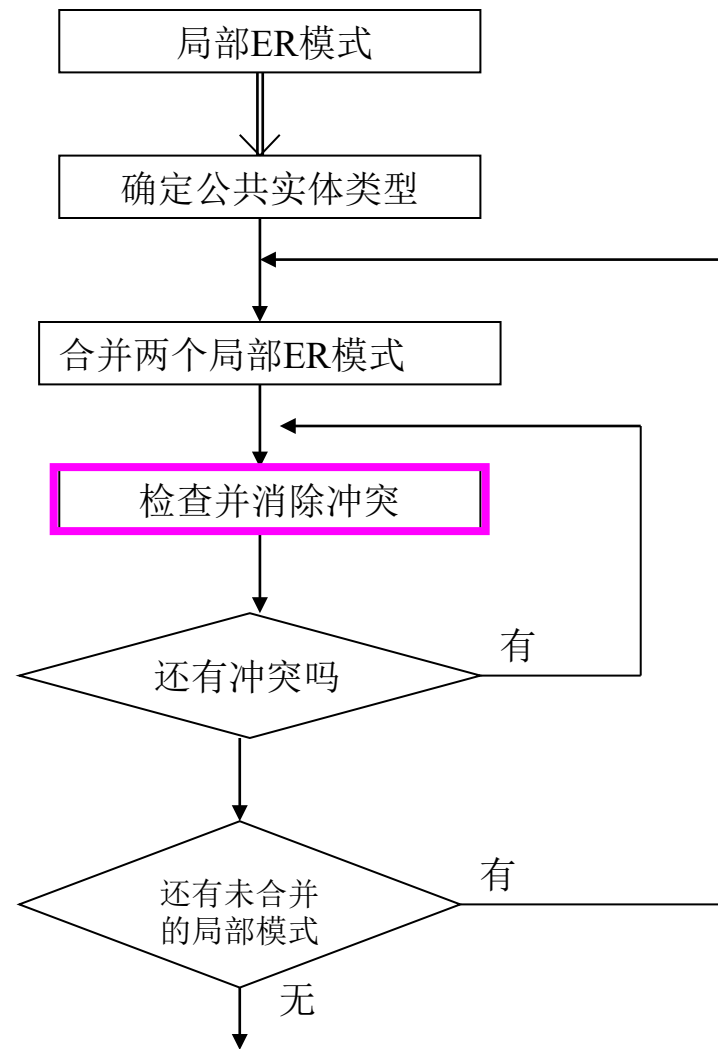 局部ER模式
确定公共实体类型
合并两个局部ER模式
检查并消除冲突
还有冲突吗
有
还有未合并
的局部模式
有
无